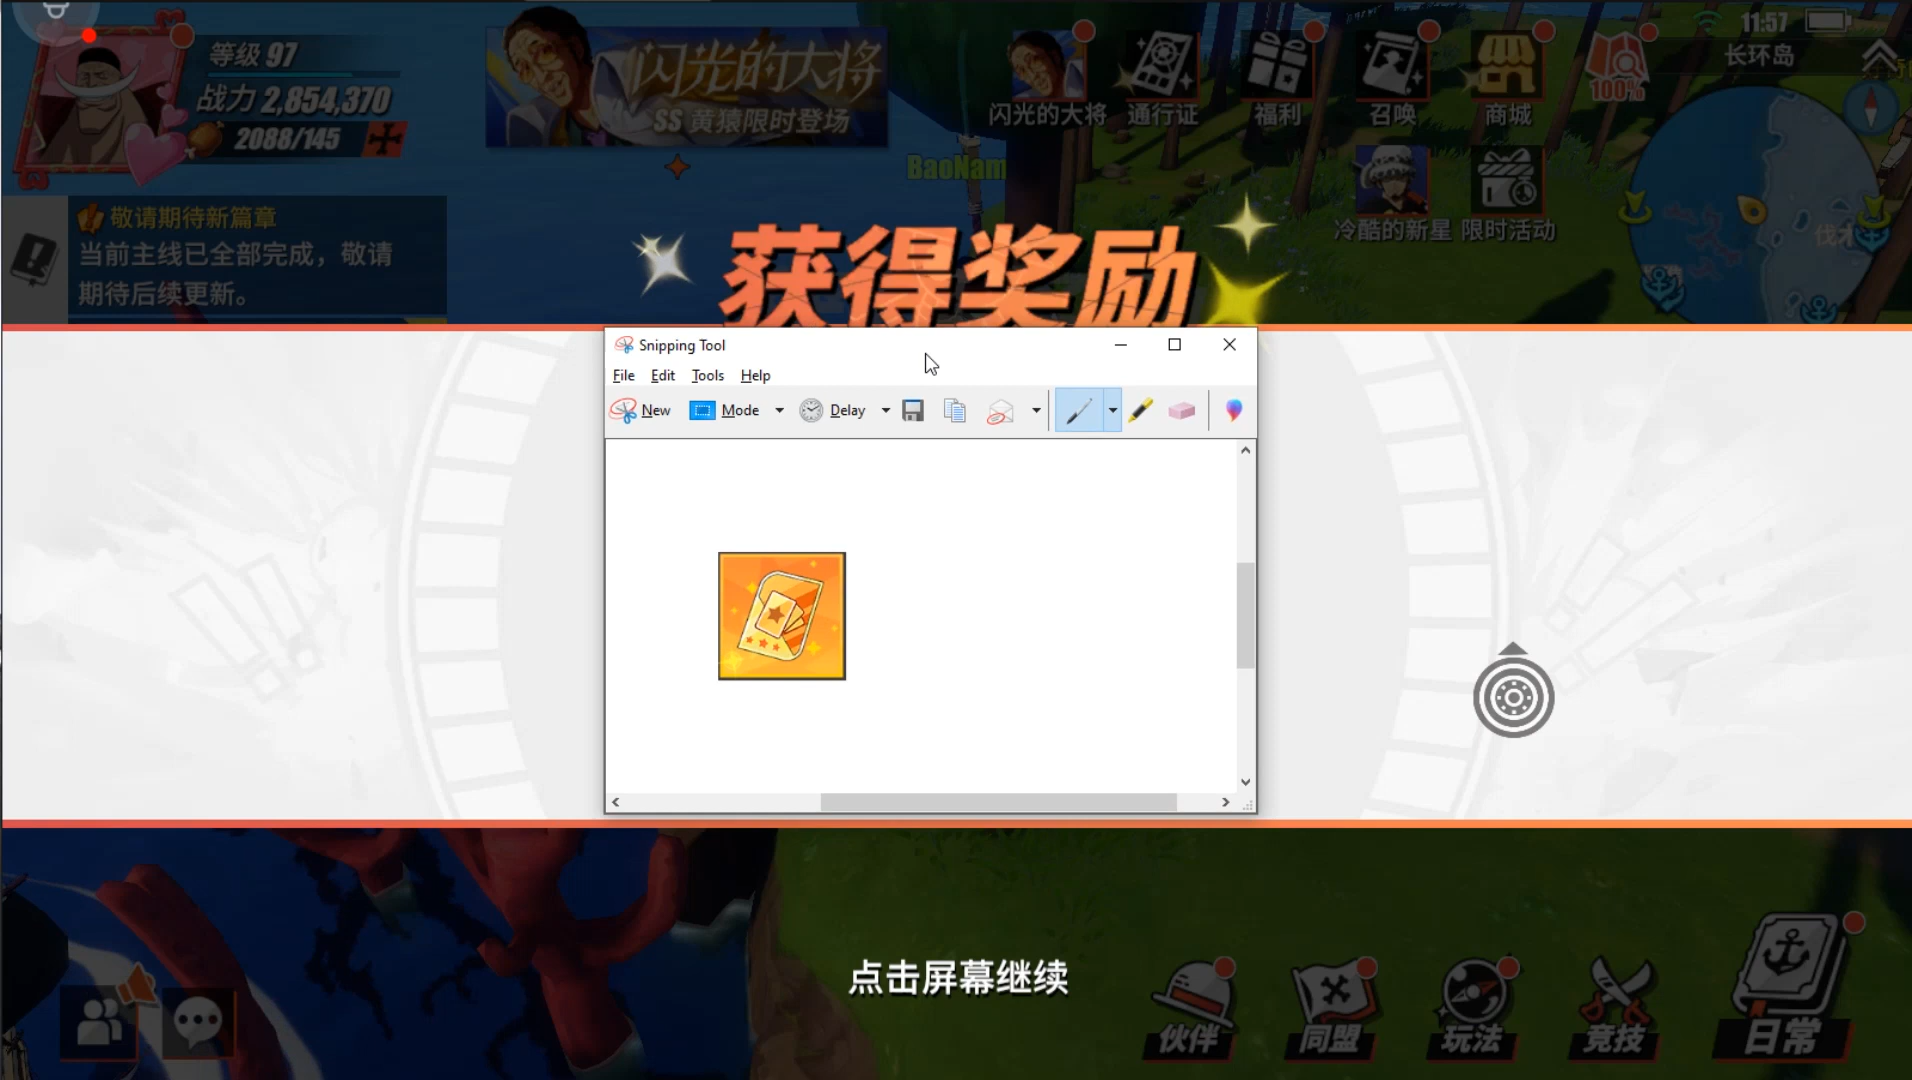 等级 97
战力 2,854,370
2088/145
闪光的大将
SS 黄猿限时登场
闪光的大将
通行证
福利
召唤
商城
100%
11:57
长环岛
BaoNam
冷酷的新星
限时活动
敬请期待新篇章
当前主线已全部完成，敬请
期待后续更新。
获得奖励
Snipping Tool
File Edit Tools Help
New Mode Delay
点击屏幕继续
伙伴
同盟
玩法
竞技
日常